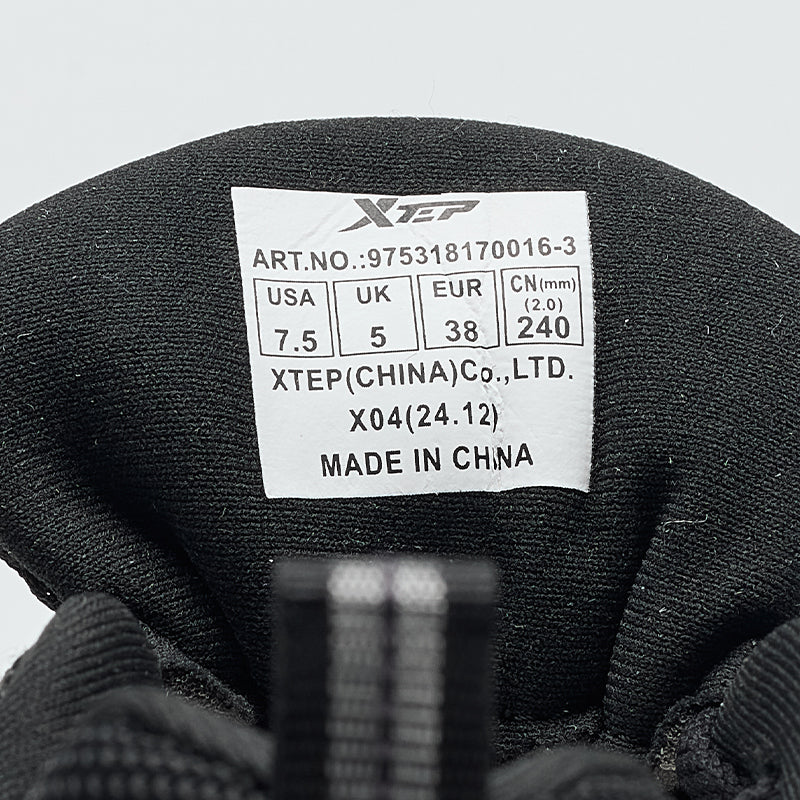 XTEP
ART.NO.:975318170016-3
USA UK EUR CN(mm)
(2.0)
7.5 5 38 240
XTEP(CHINA)Co.,LTD.
X04(24.12)
MADE IN CHINA